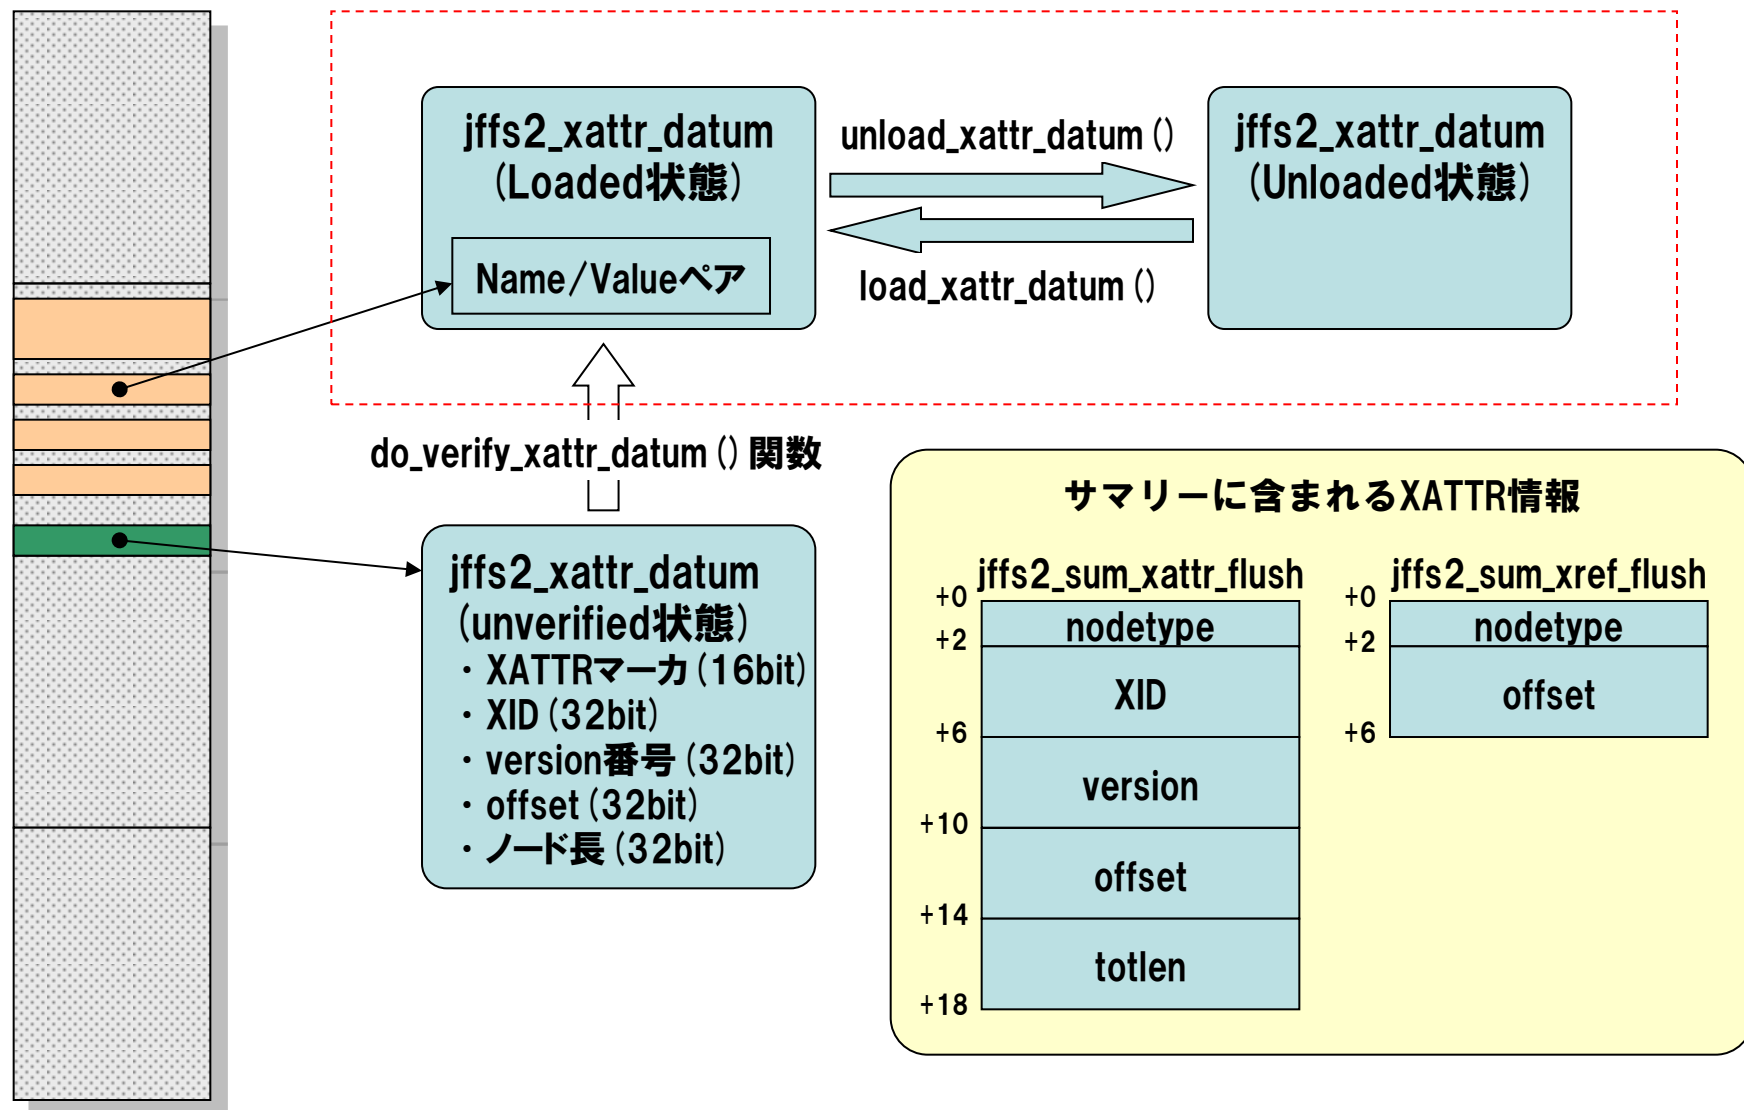 jffs2_xattr_datum
(Loaded状態)
Name/Valueペア
unload_xattr_datum()
load_xattr_datum()
jffs2_xattr_datum
(Unloaded状態)
do_verify_xattr_datum()関数
jffs2_xattr_datum
(unverified状態)
・XATTRマーカ(16bit)
・XID(32bit)
・version番号(32bit)
・offset(32bit)
・ノード長(32bit)
サマリーに含まれるXATTR情報
jffs2_sum_xattr_flush
+0
nodetype
+2
XID
+6
version
+10
offset
+14
totlen
+18
jffs2_sum_xref_flush
+0
nodetype
+2
offset
+6